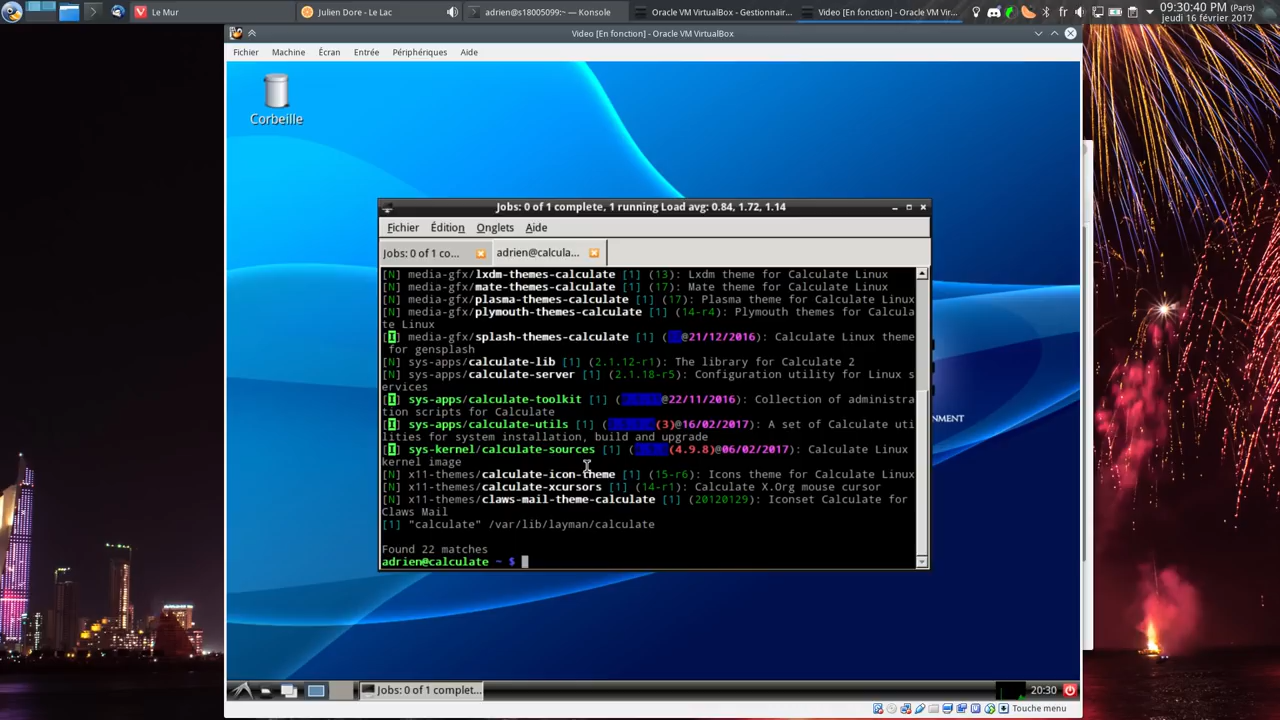 Le Mur
Julien Dore - Le Lac
adrien@s18005099:~ — Konsole
Oracle VM VirtualBox - Gestionnair...
Video [En fonction] - Oracle VM Vir...
fr
09:30:40 PM (Paris)
jeudi 16 février 2017
Video [En fonction] - Oracle VM VirtualBox
Fichier Machine Écran Entrée Périphériques Aide
Corbeille
Jobs: 0 of 1 complete, 1 running Load avg: 0.84, 1.72, 1.14
Fichier Édition Onglets Aide
Jobs: 0 of 1 co... adrien@calcula...
[N] media-gfx/lxdm-themes-calculate [1] (13): Lxdm theme for Calculate Linux
[N] media-gfx/mate-themes-calculate [1] (17): Mate theme for Calculate Linux
[N] media-gfx/plasma-themes-calculate [1] (17): Plasma theme for Calculate Linux
[N] media-gfx/plymouth-themes-calculate [1] (14-r4): Plymouth themes for Calcula
te Linux
[I] media-gfx/splash-themes-calculate [1] ( @21/12/2016): Calculate Linux theme
for gensplash
[N] sys-apps/calculate-lib [1] (2.1.12-r1): The library for Calculate 2
[N] sys-apps/calculate-server [1] (2.1.18-r5): Configuration utility for Linux s
ervices
[I] sys-apps/calculate-toolkit [1] ( @22/11/2016): Collection of administra
tion scripts for Calculate
[I] sys-apps/calculate-utils [1] ( (3)@16/02/2017): A set of Calculate uti
lities for system installation, build and upgrade
[I] sys-kernel/calculate-sources [1] ( (4.9.8)@06/02/2017): Calculate Linux
kernel image
[N] x11-themes/calculate-icon-theme [1] (15-r6): Icons theme for Calculate Linux
[N] x11-themes/calculate-xcursors [1] (14-r1): Calculate X.Org mouse cursor
[N] x11-themes/claws-mail-theme-calculate [1] (20120129): Iconset Calculate for
Claws Mail
[1] "calculate" /var/lib/layman/calculate
Found 22 matches
adrien@calculate ~ $
NMENT
Jobs: 0 of 1 complet...
20:30
Touche menu